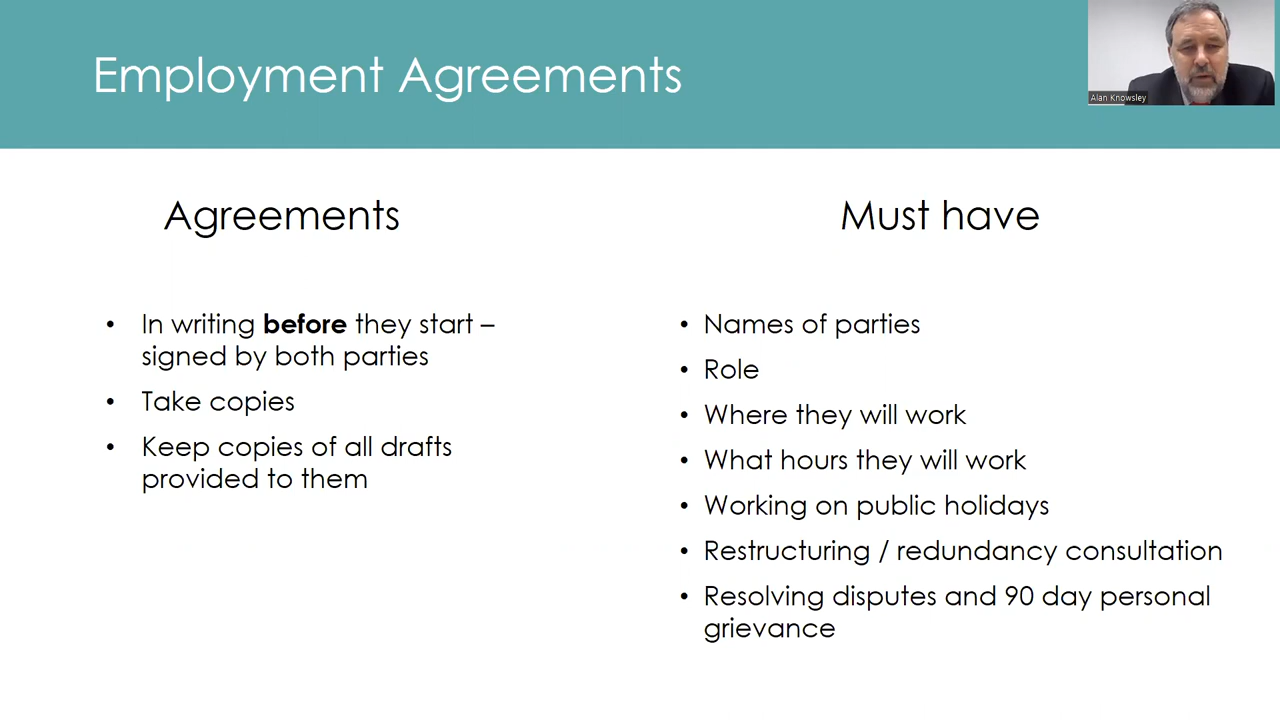 Employment Agreements
Alan Knowsley
Agreements
• In writing before they start –
signed by both parties
• Take copies
• Keep copies of all drafts
provided to them
Must have
• Names of parties
• Role
• Where they will work
• What hours they will work
• Working on public holidays
• Restructuring / redundancy consultation
• Resolving disputes and 90 day personal
grievance